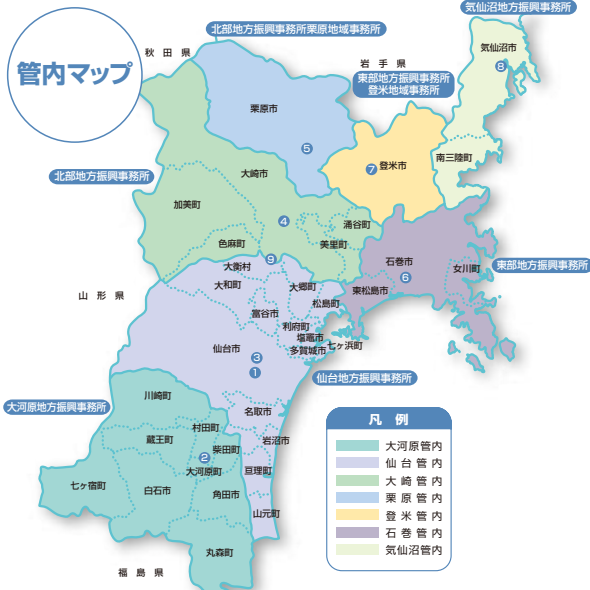 気仙沼地方振興事務所
北部地方振興事務所栗原地域事務所
管内マップ
秋田県
岩手県
気仙沼市
⑧
東部地方振興事務所
登米地域事務所
栗原市
⑤
南三陸町
⑦
登米市
北部地方振興事務所
大崎市
加美町
④
涌谷町
色麻町
美里町
⑨
石巻市
⑥
女川町
東部地方振興事務所
大衡村
大和町
大郷町
東松島市
山形県
松島町
富谷市
利府町
塩竈市
七ヶ浜町
多賀城市
仙台市
③
①
仙台地方振興事務所
大河原地方振興事務所
川崎町
名取市
村田町
蔵王町
柴田町
岩沼市
②
大河原町
亘理町
七ヶ宿町
白石市
角田市
山元町
丸森町
福島県
凡例
大河原管内
仙台管内
大崎管内
栗原管内
登米管内
石巻管内
気仙沼管内